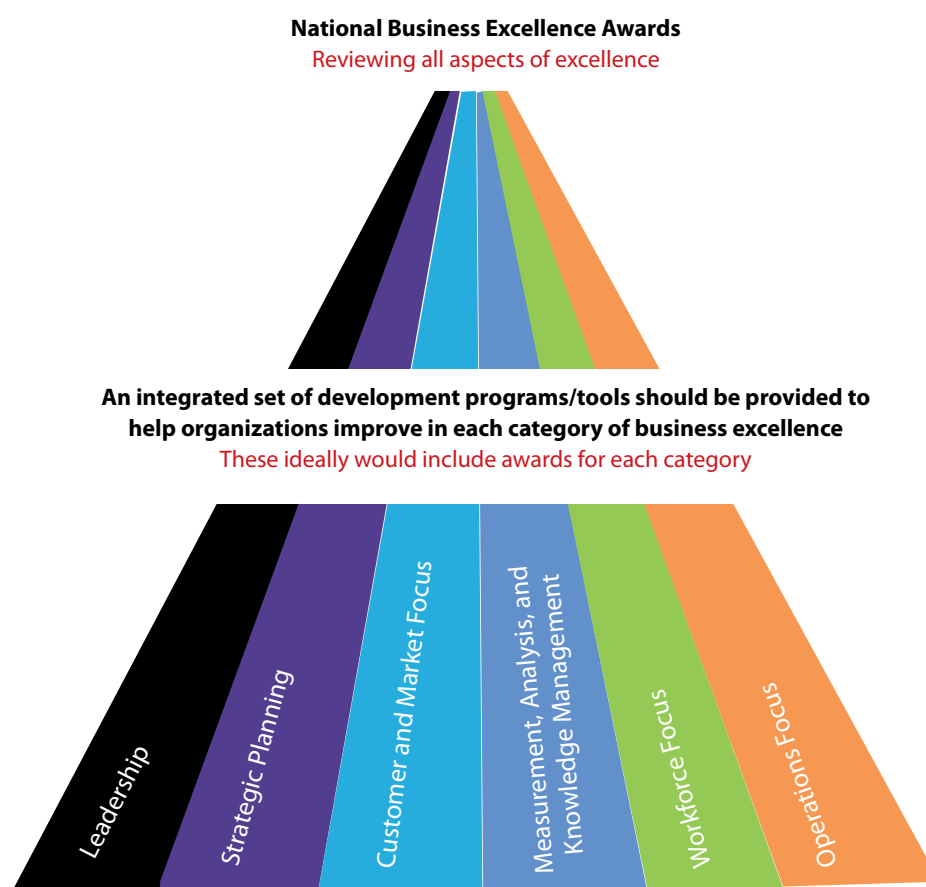 National Business Excellence Awards
Reviewing all aspects of excellence
An integrated set of development programs/tools should be provided to
help organizations improve in each category of business excellence
These ideally would include awards for each category
Leadership
Strategic Planning
Customer and Market Focus
Measurement, Analysis, and
Knowledge Management
Workforce Focus
Operations Focus